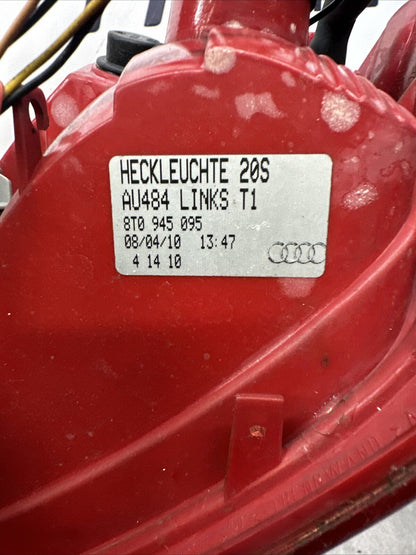 HECKLEUCHTE 20S
AU484 LINKS T1
8T0 945 095
08/04/10 13:47
4 14 10